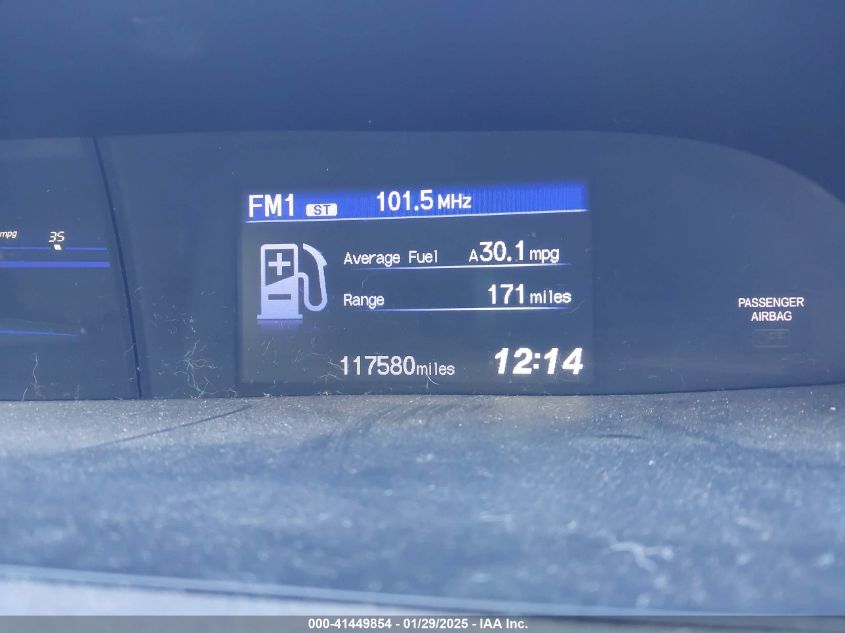 FM1 ST 101.5 MHz
mpg 35
Average Fuel A30.1 mpg
Range 171 miles
PASSENGER
AIRBAG
117580miles 12:14
000-41449854 - 01/29/2025 - IAA Inc.